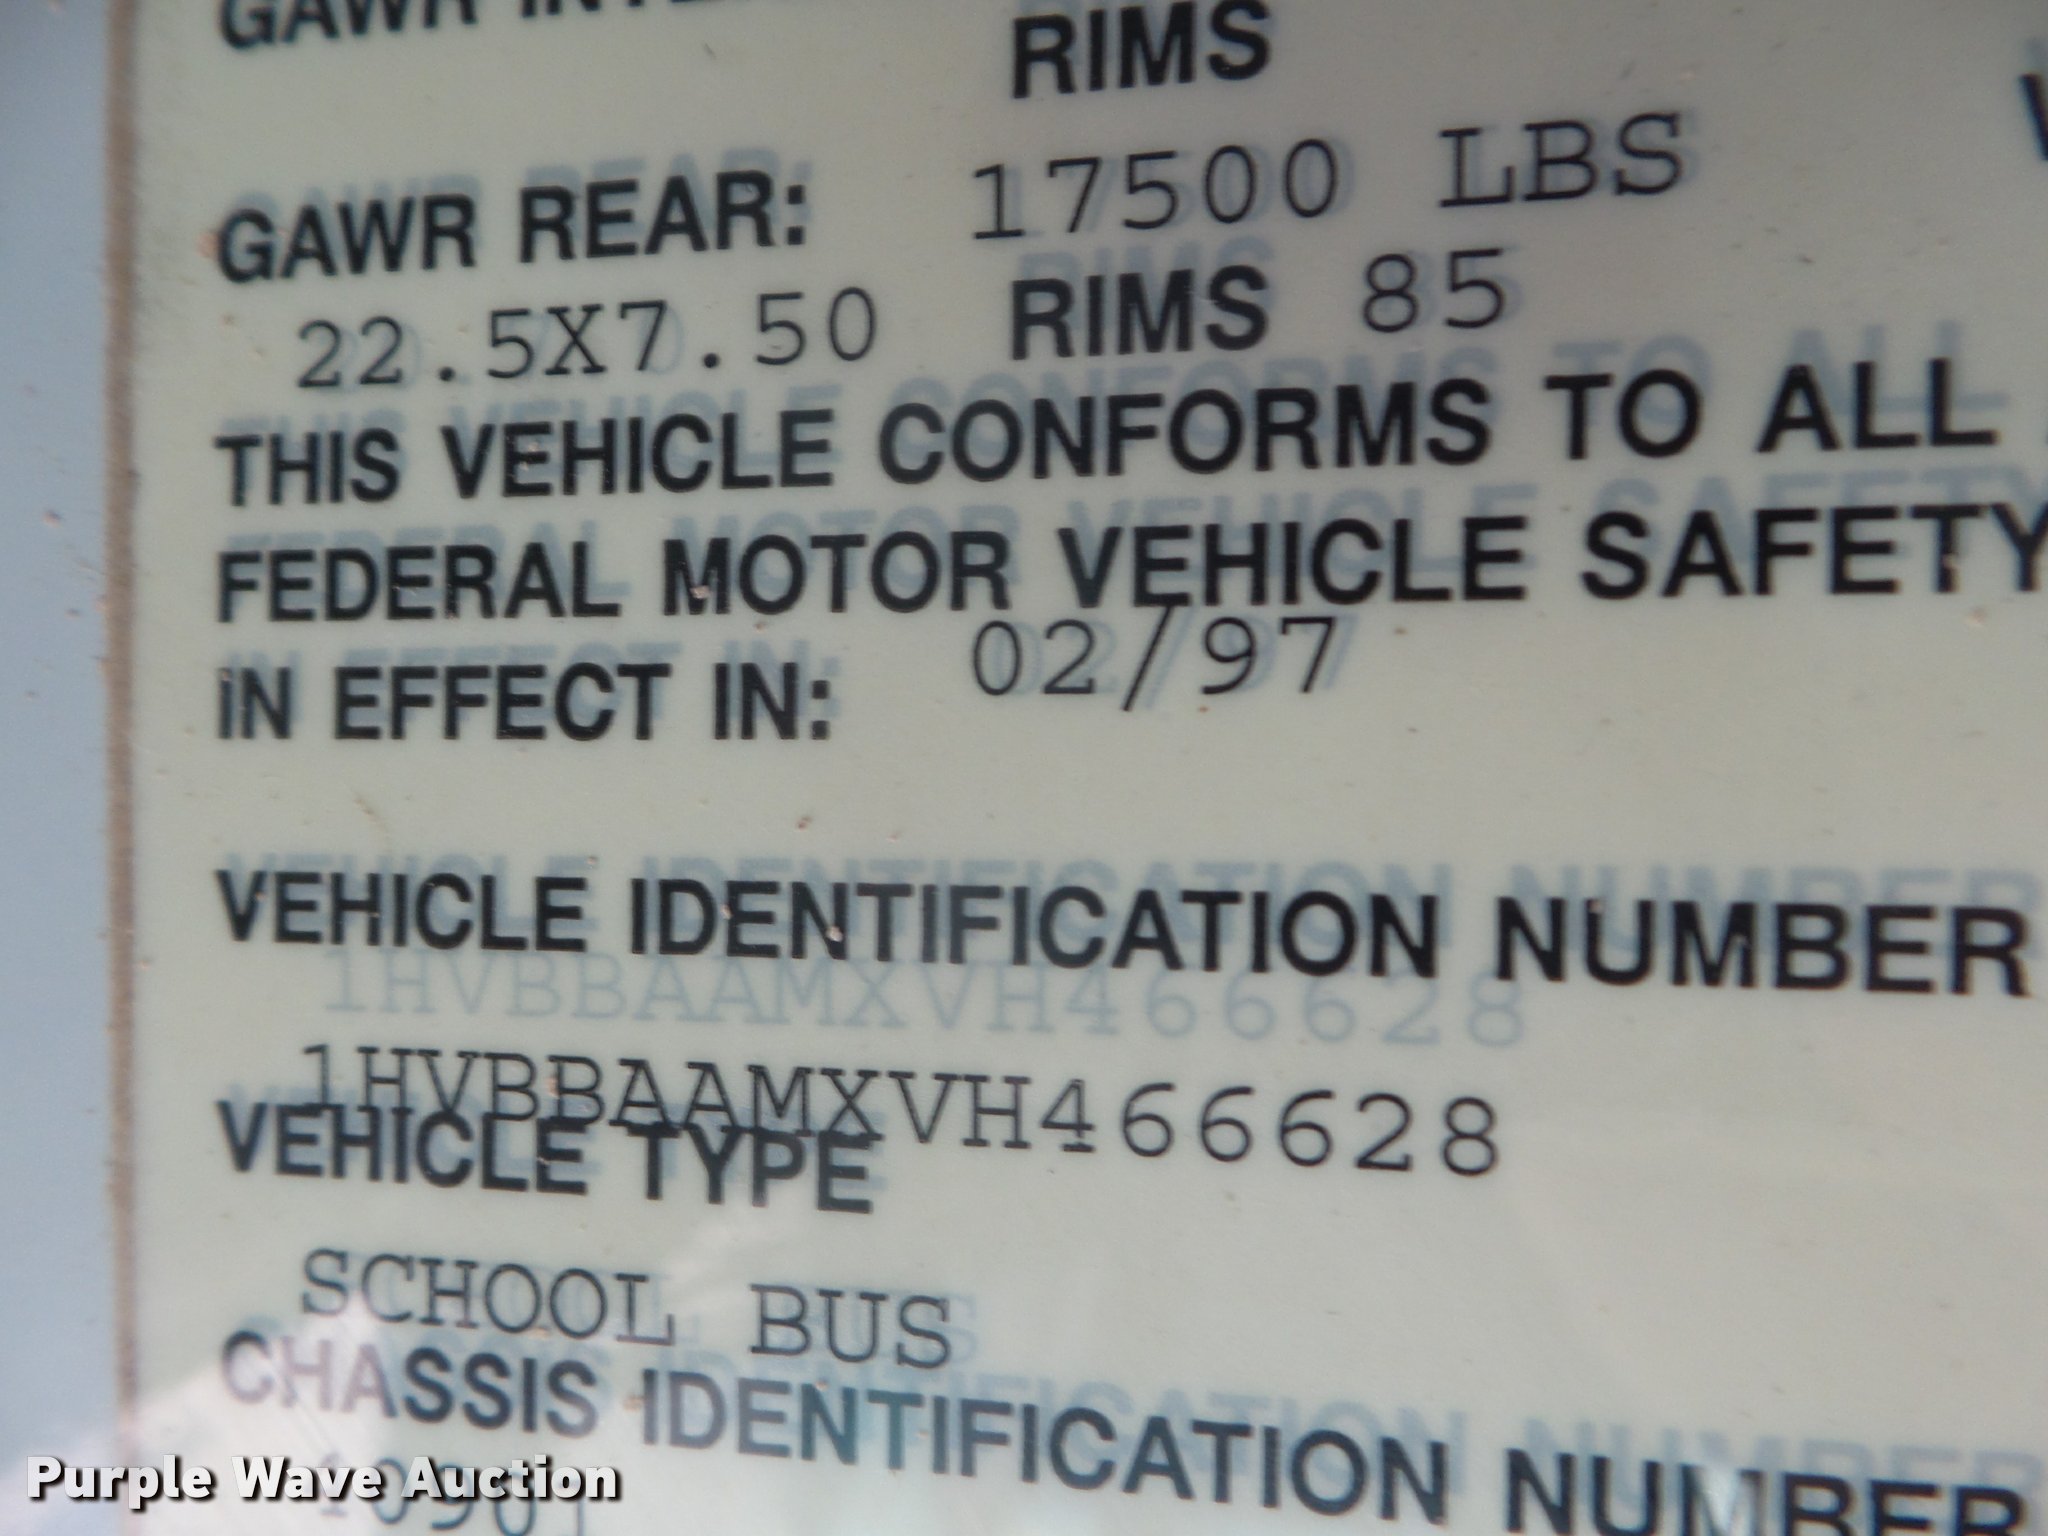 GAWR INTE
RIMS
GAWR REAR: 17500 LBS
22.5X7.50 RIMS 85
THIS VEHICLE CONFORMS TO ALL
FEDERAL MOTOR VEHICLE SAFETY
IN EFFECT IN: 02/97
VEHICLE IDENTIFICATION NUMBER
1HVBBAAMXVH466628
VEHICLE TYPE
SCHOOL BUS
CHASSIS IDENTIFICATION NUMBER
Purple Wave Auction